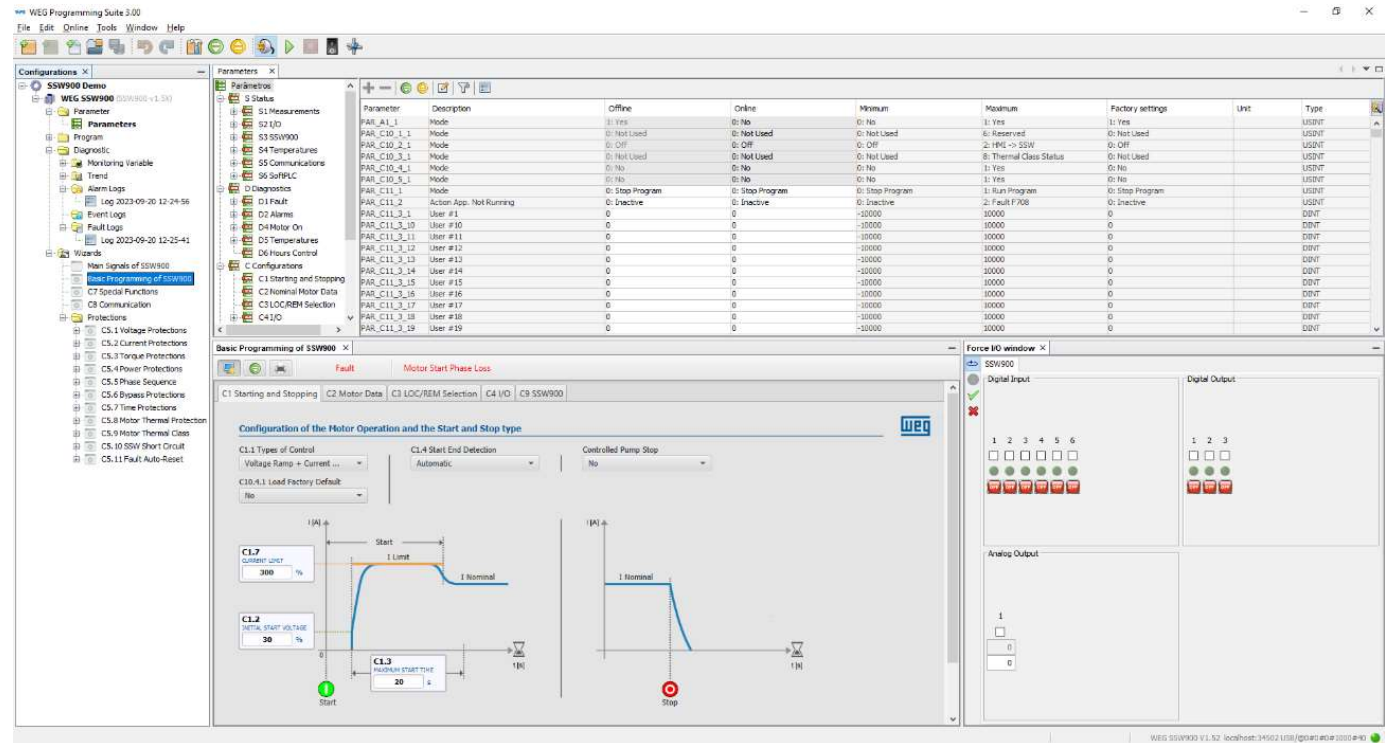 WEG Programming Suite 3.00
File Edit Online Tools Window Help
Configurations
SSW900 Demo
WEG SSW900 (SSW900 v1.5X)
Parameter
Parameters
Program
Diagnostic
Monitoring Variable
Trend
Alarm Logs
Log 2023-09-20 12-24-56
Event Logs
Fault Logs
Log 2023-09-20 12-25-41
Wizards
Main Signals of SSW900
Basic Programming of SSW900
C7 Special Functions
C8 Communication
Protections
C5.1 Voltage Protections
C5.2 Current Protections
C5.3 Torque Protections
C5.4 Power Protections
C5.5 Phase Sequence
C5.6 Bypass Protections
C5.7 Time Protections
C5.8 Motor Thermal Protection
C5.9 Motor Thermal Class
C5.10 SSW Short Circuit
C5.11 Fault Auto-Reset
Parameters
Parâmetros
S Status
S1 Measurements
S2 I/O
S3 SSW900
S4 Temperatures
S5 Communications
S6 SoftPLC
D Diagnostics
D1 Fault
D2 Alarms
D4 Motor On
D5 Temperatures
D6 Hours Control
C Configurations
C1 Starting and Stopping
C2 Nominal Motor Data
C3 LOC/REM Selection
C4 I/O
Parameter Description Offline Online Minimum Maximum Factory settings Unit Type
PAR_A1_1 Mode 1: Yes 0: No 0: No 1: Yes 1: Yes USINT
PAR_C10_1_1 Mode 0: Not Used 0: Not Used 0: Not Used 6: Reserved 0: Not Used USINT
PAR_C10_2_1 Mode 0: Off 0: Off 0: Off 2: HMI -> SSW 0: Off USINT
PAR_C10_3_1 Mode 0: Not Used 0: Not Used 0: Not Used 8: Thermal Class Status 0: Not Used USINT
PAR_C10_4_1 Mode 0: No 0: No 0: No 1: Yes 0: No USINT
PAR_C10_5_1 Mode 0: No 0: No 0: No 1: Yes 0: No USINT
PAR_C11_1 Mode 0: Stop Program 0: Stop Program 0: Stop Program 1: Run Program 0: Stop Program USINT
PAR_C11_2 Action App. Not Running 0: Inactive 0: Inactive 0: Inactive 2: Fault F708 0: Inactive USINT
PAR_C11_3_1 User #1 0 0 -10000 10000 0 DINT
PAR_C11_3_10 User #10 0 0 -10000 10000 0 DINT
PAR_C11_3_11 User #11 0 0 -10000 10000 0 DINT
PAR_C11_3_12 User #12 0 0 -10000 10000 0 DINT
PAR_C11_3_13 User #13 0 0 -10000 10000 0 DINT
PAR_C11_3_14 User #14 0 0 -10000 10000 0 DINT
PAR_C11_3_15 User #15 0 0 -10000 10000 0 DINT
PAR_C11_3_16 User #16 0 0 -10000 10000 0 DINT
PAR_C11_3_17 User #17 0 0 -10000 10000 0 DINT
PAR_C11_3_18 User #18 0 0 -10000 10000 0 DINT
PAR_C11_3_19 User #19 0 0 -10000 10000 0 DINT
Basic Programming of SSW900
Fault Motor Start Phase Loss
C1 Starting and Stopping C2 Motor Data C3 LOC/REM Selection C4 I/O C9 SSW900
Configuration of the Motor Operation and the Start and Stop type
weg
C1.1 Types of Control C1.4 Start End Detection Controlled Pump Stop
Voltage Ramp + Current ... Automatic No
C10.4.1 Load Factory Default
No
I [A]
Start
I Limit
C1.7
CURRENT LIMIT
300 %
I Nominal
C1.2
INITIAL START VOLTAGE
30 %
0
C1.3
MAXIMUM START TIME
20 s
t [s]
Start
I [A]
I Nominal
t [s]
Stop
Force I/O window
SSW900
Digital Input
1 2 3 4 5 6
OFF OFF OFF OFF OFF OFF
Digital Output
1 2 3
OFF OFF OFF
Analog Output
1
0
0
WEG SSW900 V1.52 localhost:34502 USB/@0#0#0#1000#40